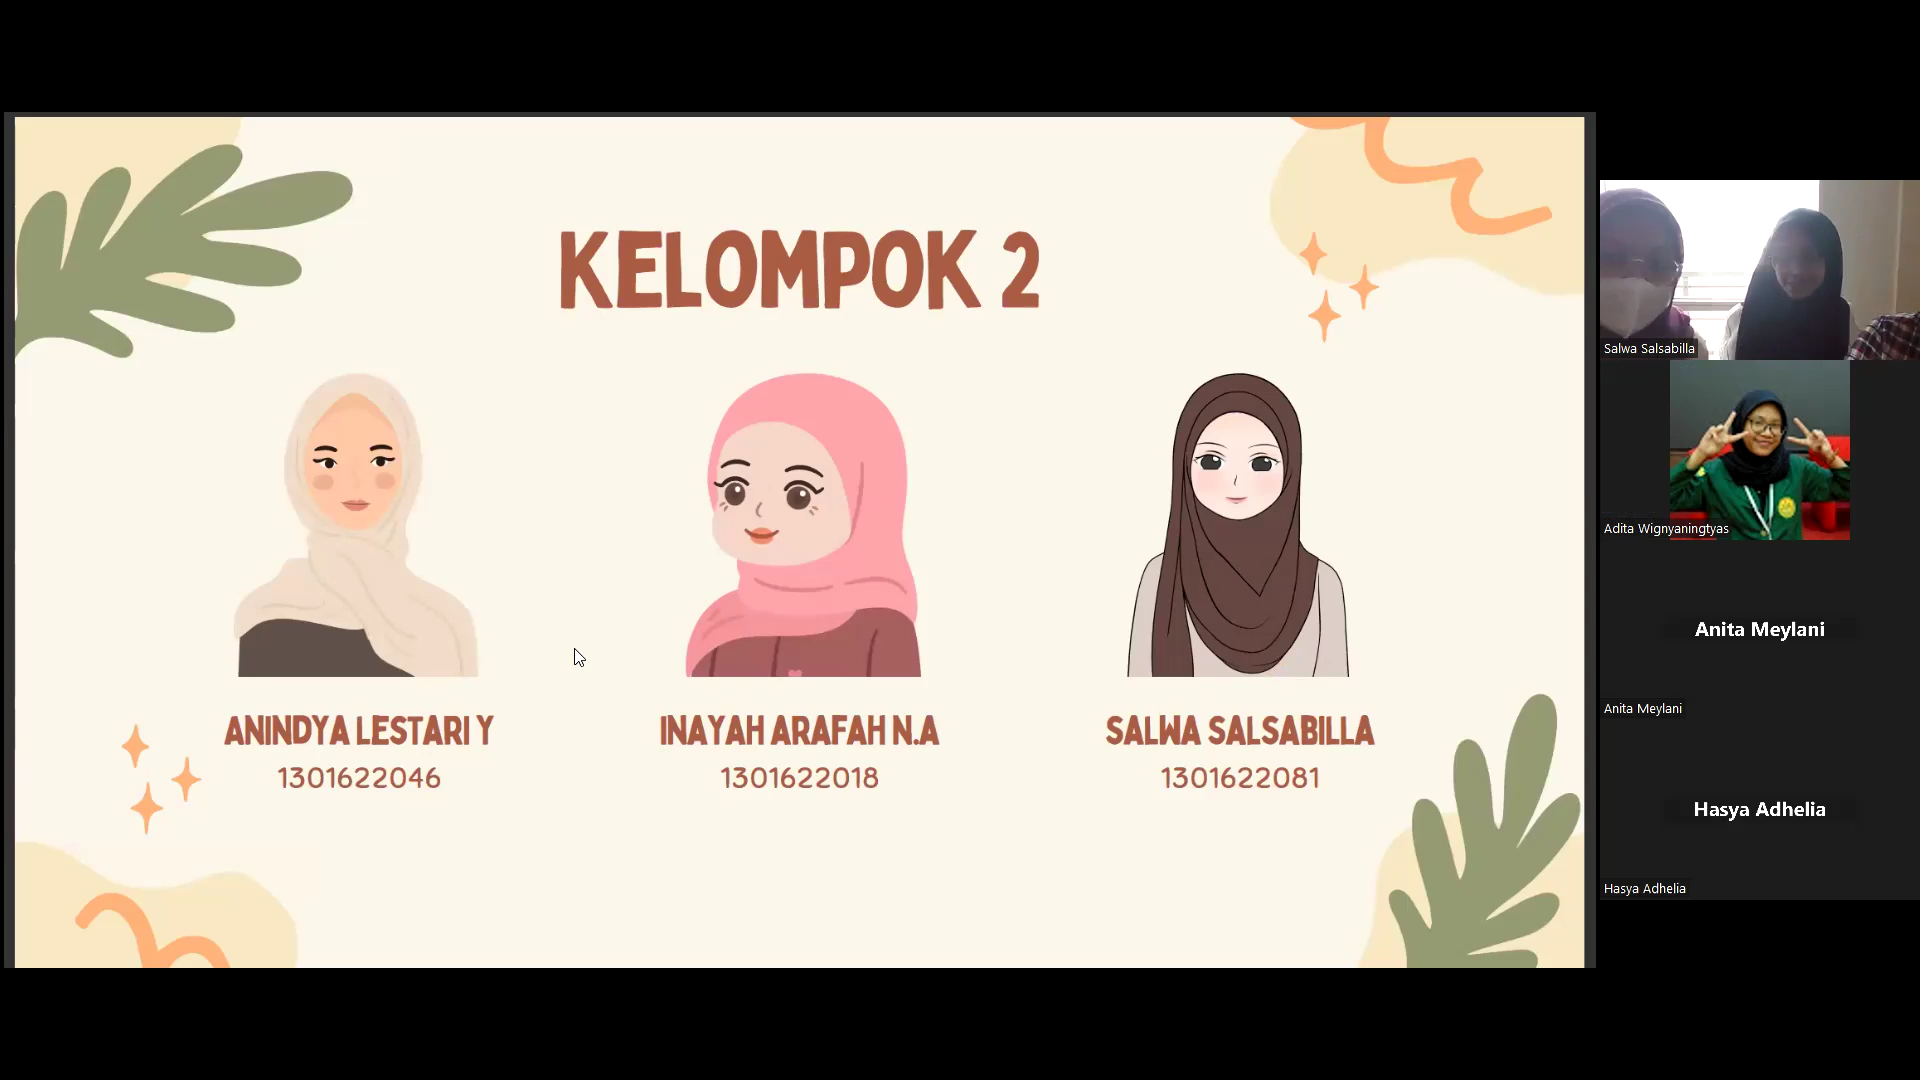 KELOMPOK 2
ANINDYA LESTARI Y
1301622046
INAYAH ARAFAH N.A
1301622018
SALWA SALSABILLA
1301622081
Salwa Salsabilla
Adita Wignyaningtyas
Anita Meylani
Anita Meylani
Hasya Adhelia
Hasya Adhelia